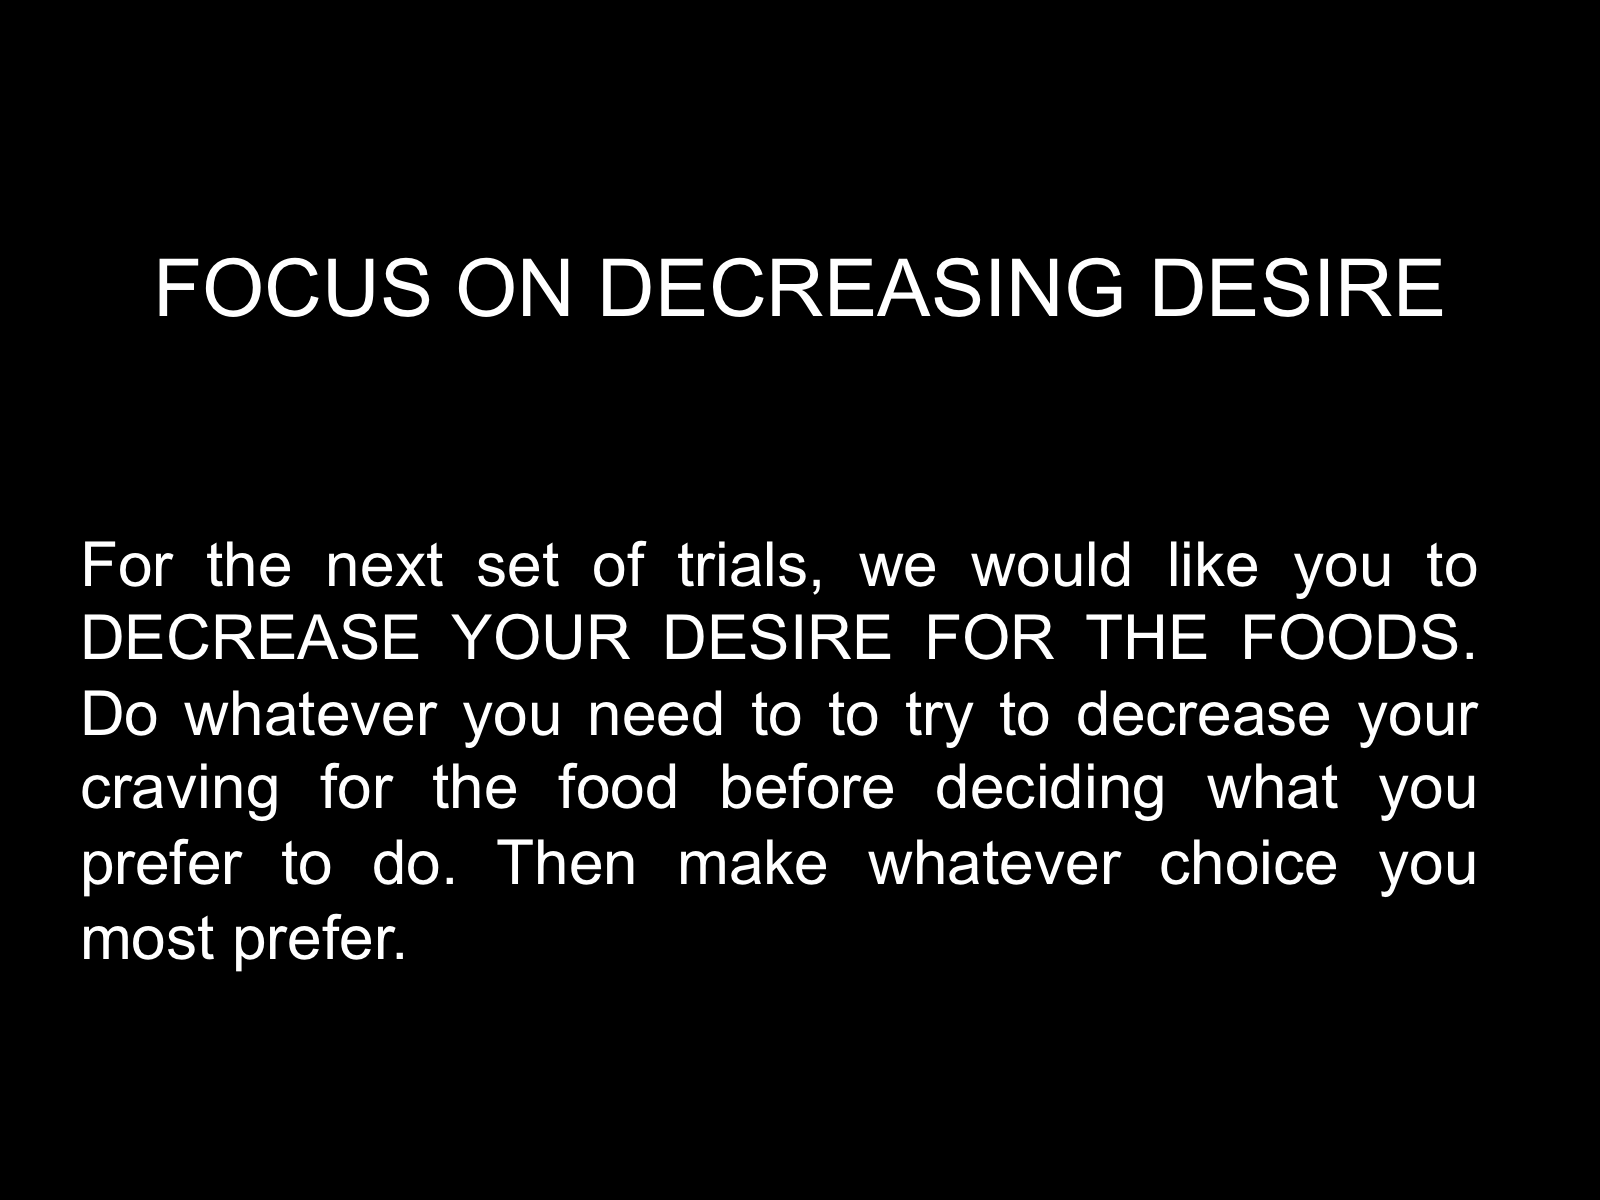 FOCUS ON DECREASING DESIRE
For the next set of trials, we would like you to
DECREASE YOUR DESIRE FOR THE FOODS.
Do whatever you need to to try to decrease your
craving for the food before deciding what you
prefer to do. Then make whatever choice you
most prefer.